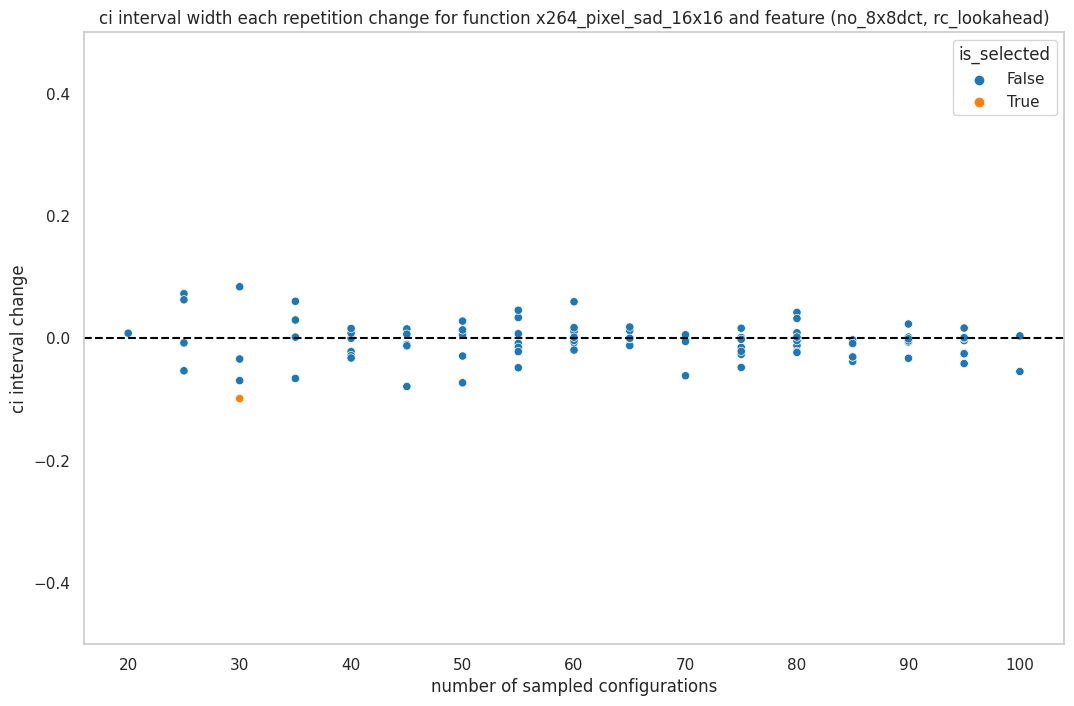 ci interval width each repetition change for function x264_pixel_sad_16x16 and feature (no_8x8dct, rc_lookahead)
is_selected
False
True
0.4
0.2
0.0
−0.2
−0.4
ci interval change
20 30 40 50 60 70 80 90 100
number of sampled configurations